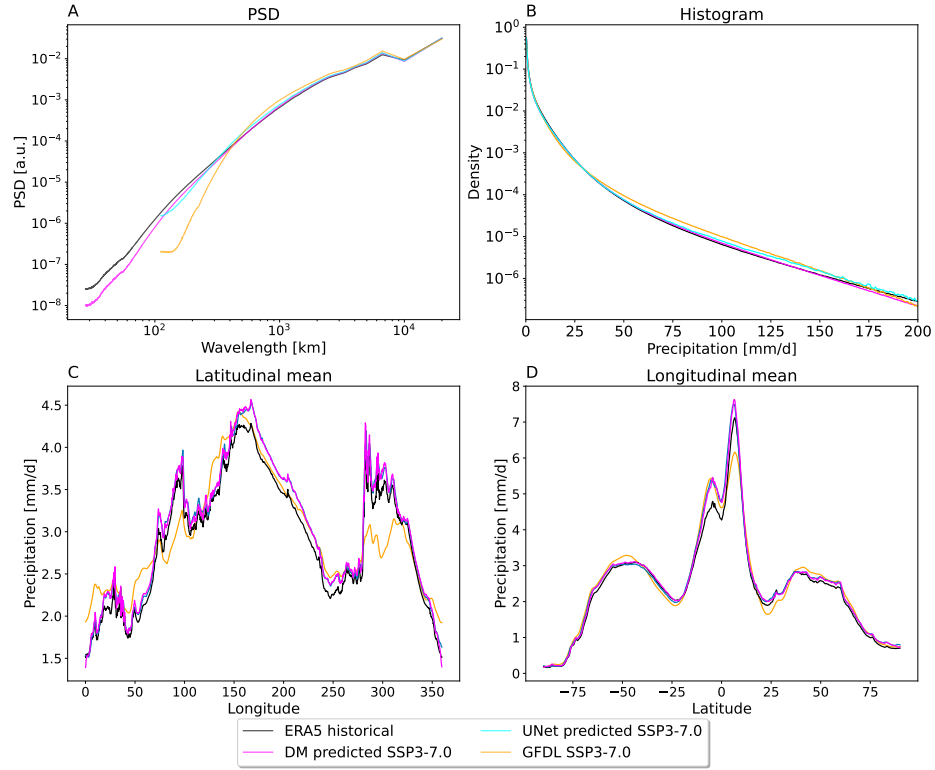 A
PSD
PSD [a.u.]
10⁻²
10⁻³
10⁻⁴
10⁻⁵
10⁻⁶
10⁻⁷
10⁻⁸
10²
10³
10⁴
Wavelength [km]
B
Histogram
Density
10⁰
10⁻¹
10⁻²
10⁻³
10⁻⁴
10⁻⁵
10⁻⁶
0 25 50 75 100 125 150 175 200
Precipitation [mm/d]
C
Latitudinal mean
Precipitation [mm/d]
4.5
4.0
3.5
3.0
2.5
2.0
1.5
0 50 100 150 200 250 300 350
Longitude
D
Longitudinal mean
Precipitation [mm/d]
8
7
6
5
4
3
2
1
0
−75 −50 −25 0 25 50 75
Latitude
ERA5 historical
DM predicted SSP3-7.0
UNet predicted SSP3-7.0
GFDL SSP3-7.0